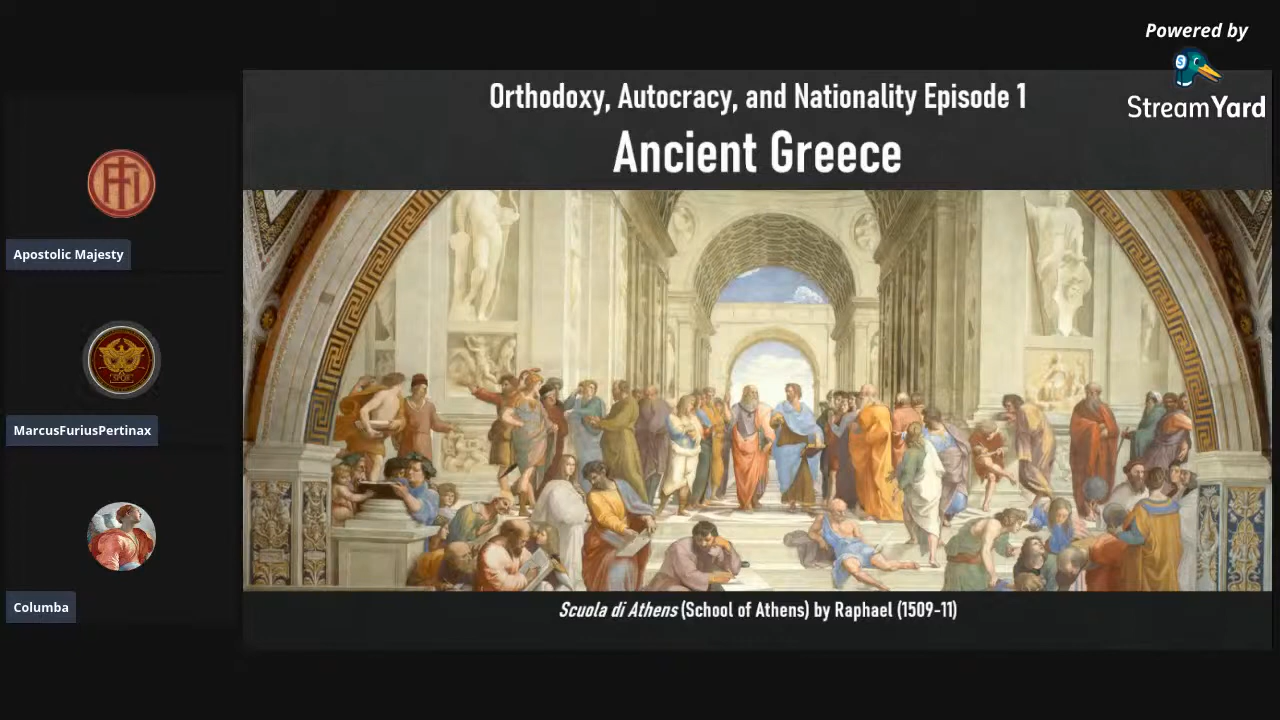 Powered by
StreamYard
Orthodoxy, Autocracy, and Nationality Episode 1
Ancient Greece
Apostolic Majesty
MarcusFuriusPertinax
Columba
Scuola di Athens (School of Athens) by Raphael (1509-11)